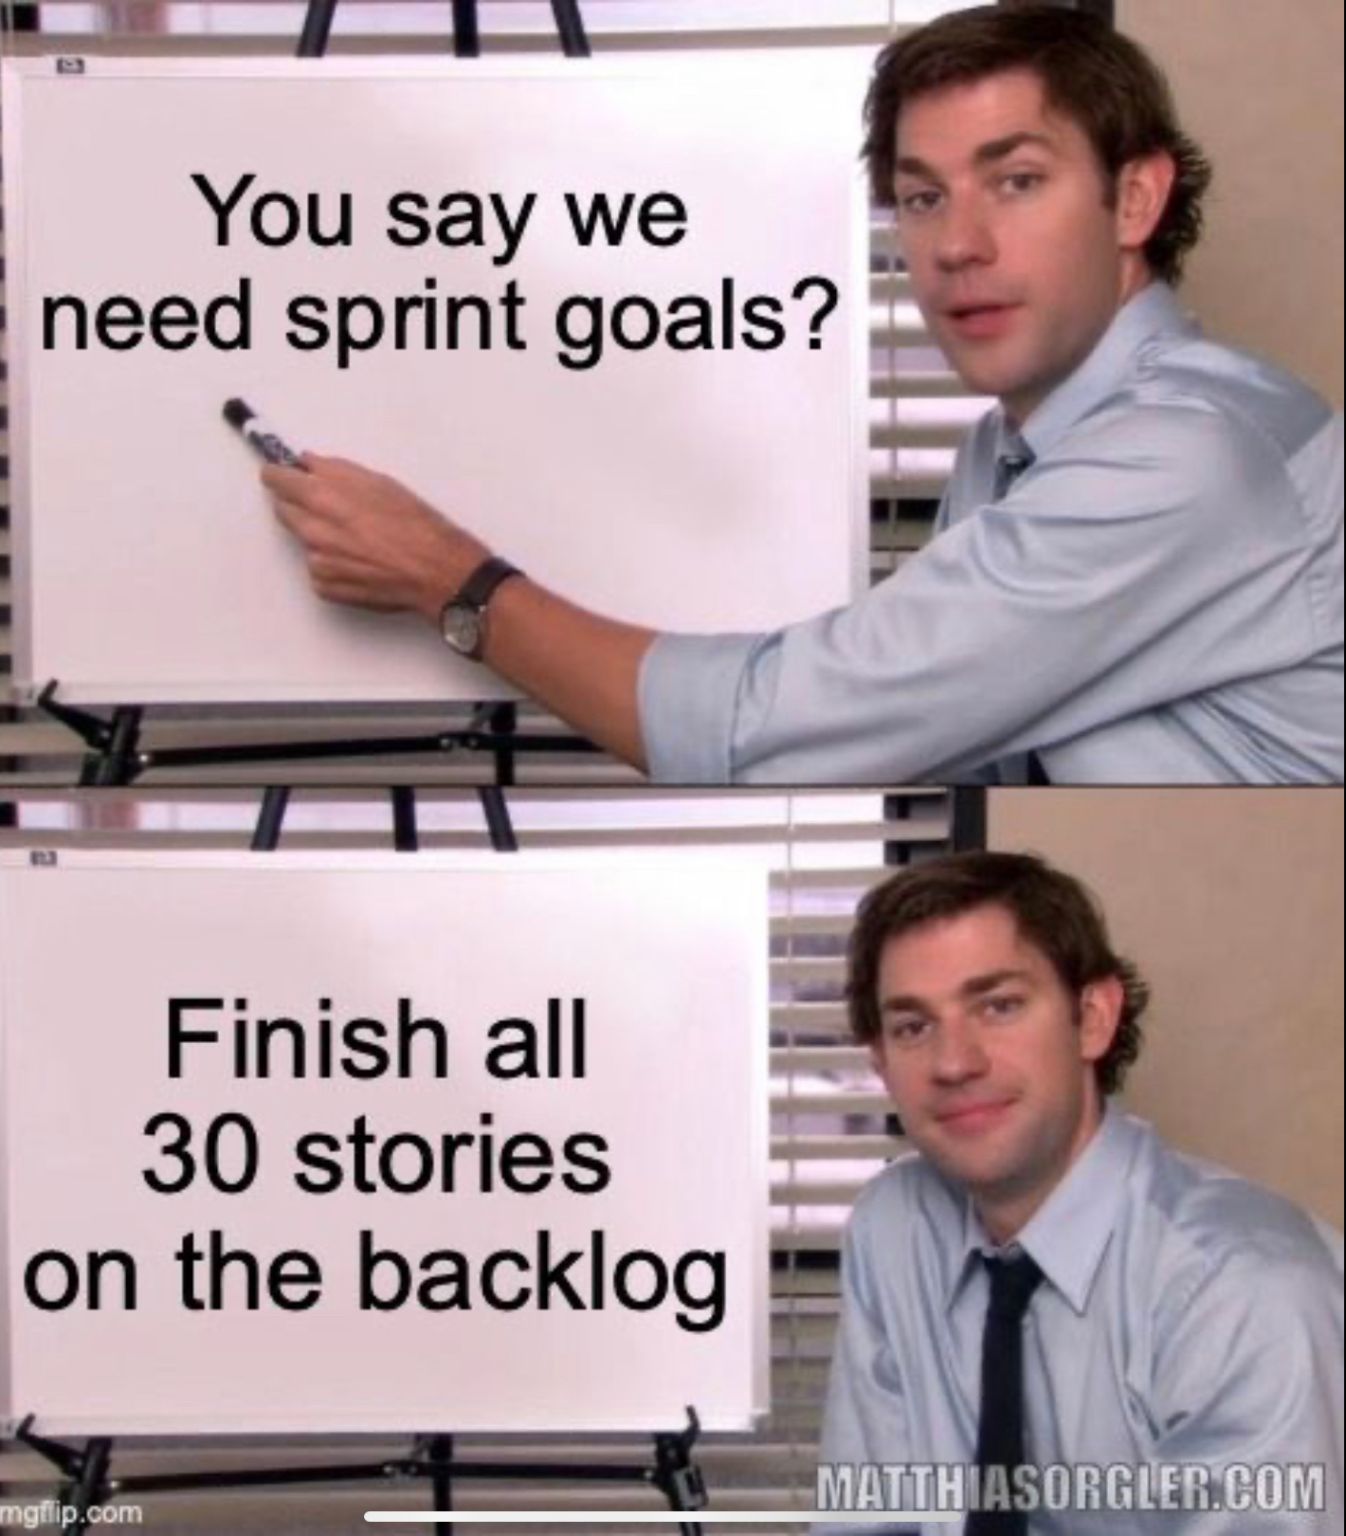 You say we
need sprint goals?
Finish all
30 stories
on the backlog
MATTHIASORGLER.COM
mgflip.com